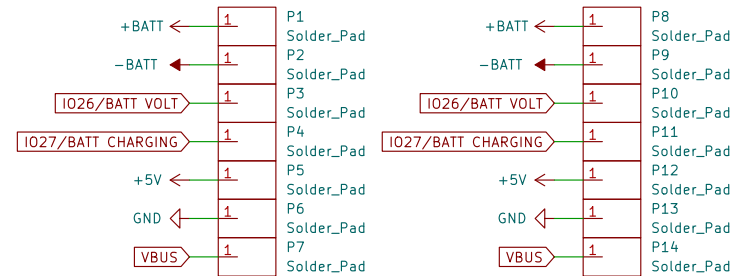 +BATT 1 P1
Solder_Pad
-BATT 1 P2
Solder_Pad
IO26/BATT VOLT 1 P3
Solder_Pad
IO27/BATT CHARGING 1 P4
Solder_Pad
+5V 1 P5
Solder_Pad
GND 1 P6
Solder_Pad
VBUS 1 P7
Solder_Pad
+BATT 1 P8
Solder_Pad
-BATT 1 P9
Solder_Pad
IO26/BATT VOLT 1 P10
Solder_Pad
IO27/BATT CHARGING 1 P11
Solder_Pad
+5V 1 P12
Solder_Pad
GND 1 P13
Solder_Pad
VBUS 1 P14
Solder_Pad